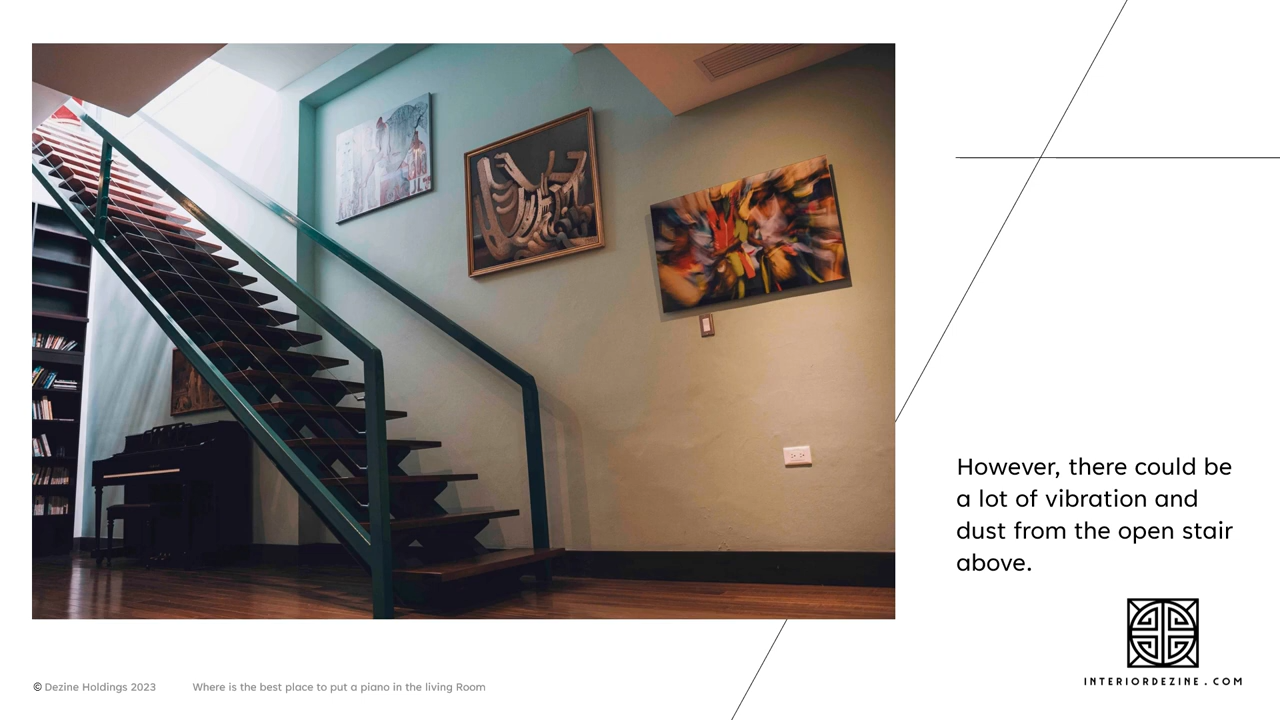 However, there could be
a lot of vibration and
dust from the open stair
above.
INTERIORDEZINE.COM
© Dezine Holdings 2023
Where is the best place to put a piano in the living Room